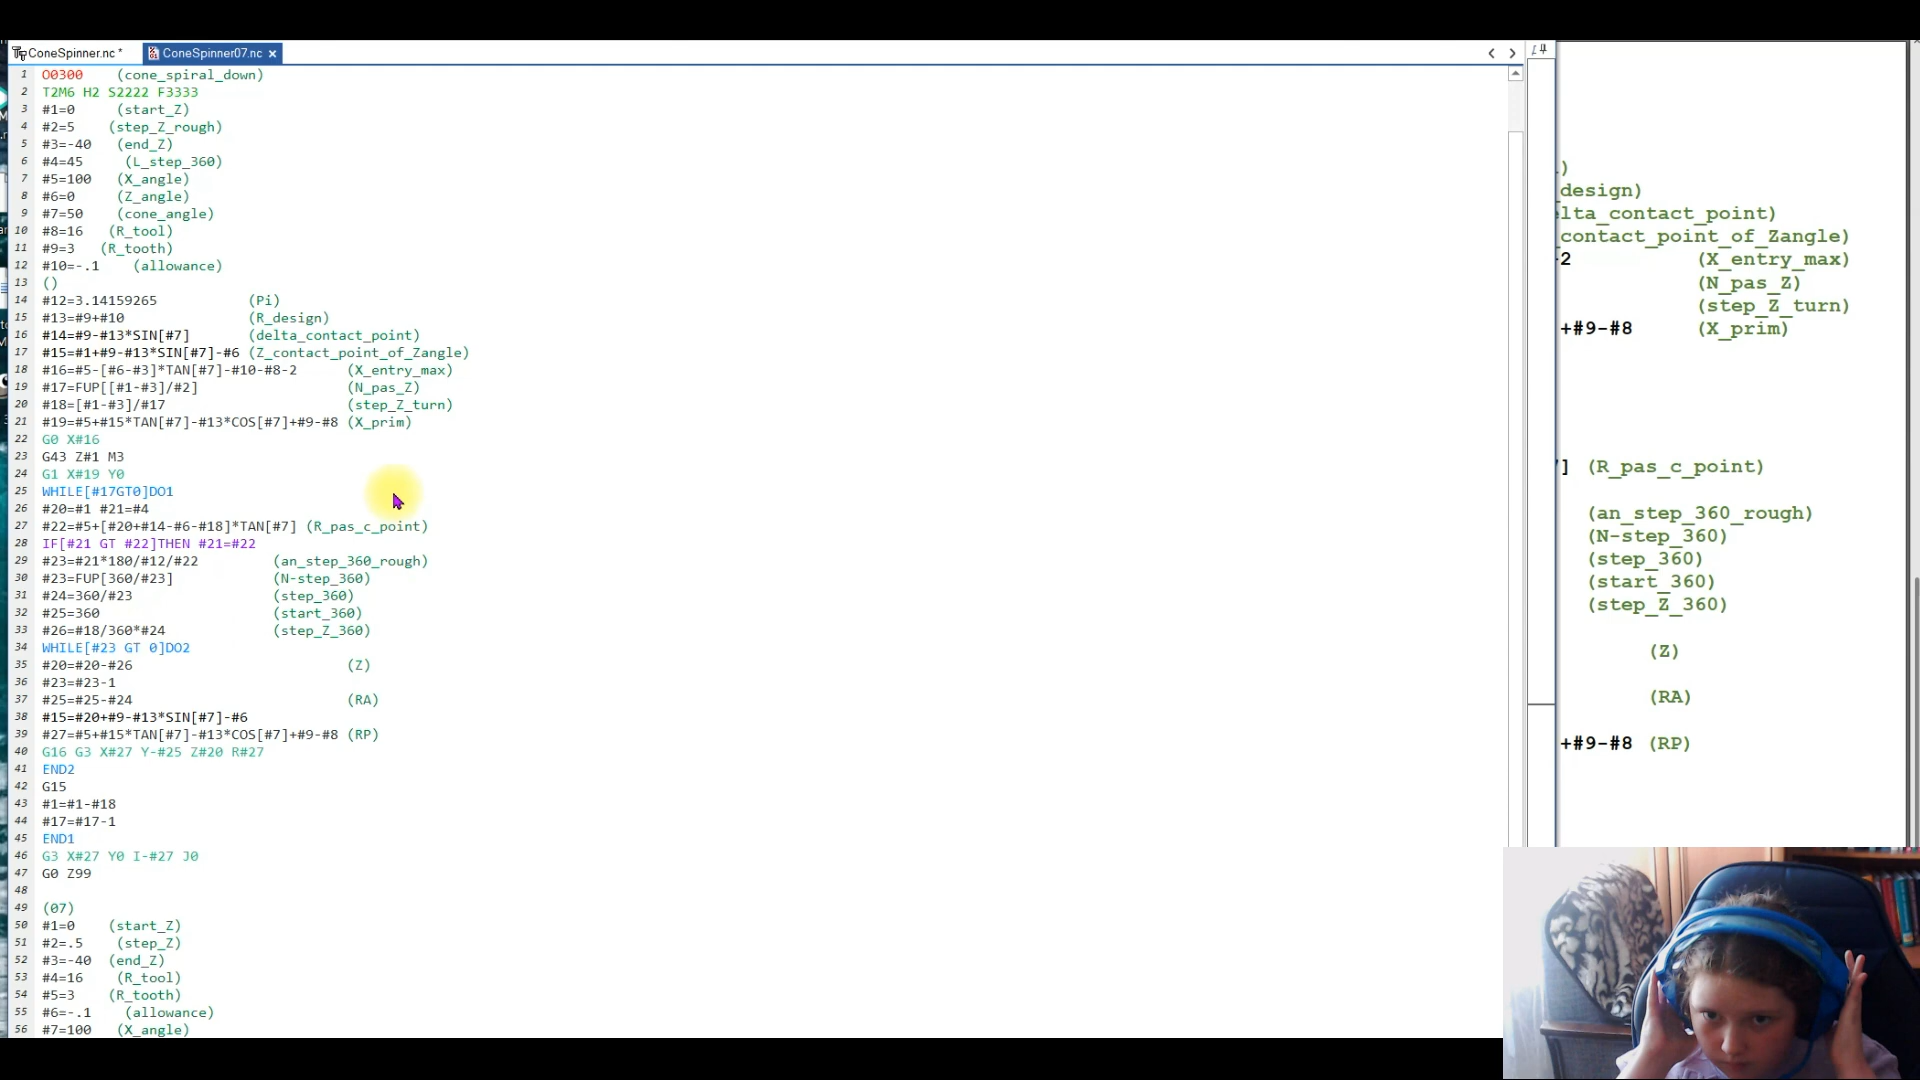 ConeSpinner.nc *
ConeSpinner07.nc
1 O0300 (cone_spiral_down)
2 T2M6 H2 S2222 F3333
3 #1=0 (start_Z)
4 #2=5 (step_Z_rough)
5 #3=-40 (end_Z)
6 #4=45 (L_step_360)
7 #5=100 (X_angle)
8 #6=0 (Z_angle)
9 #7=50 (cone_angle)
10 #8=16 (R_tool)
11 #9=3 (R_tooth)
12 #10=-.1 (allowance)
13 ()
14 #12=3.14159265 (Pi)
15 #13=#9+#10 (R_design)
16 #14=#9-#13*SIN[#7] (delta_contact_point)
17 #15=#1+#9-#13*SIN[#7]-#6 (Z_contact_point_of_Zangle)
18 #16=#5-[#6-#3]*TAN[#7]-#10-#8-2 (X_entry_max)
19 #17=FUP[[#1-#3]/#2] (N_pas_Z)
20 #18=[#1-#3]/#17 (step_Z_turn)
21 #19=#5+#15*TAN[#7]-#13*COS[#7]+#9-#8 (X_prim)
22 G0 X#16
23 G43 Z#1 M3
24 G1 X#19 Y0
25 WHILE[#17GT0]DO1
26 #20=#1 #21=#4
27 #22=#5+[#20+#14-#6-#18]*TAN[#7] (R_pas_c_point)
28 IF[#21 GT #22]THEN #21=#22
29 #23=#21*180/#12/#22 (an_step_360_rough)
30 #23=FUP[360/#23] (N-step_360)
31 #24=360/#23 (step_360)
32 #25=360 (start_360)
33 #26=#18/360*#24 (step_Z_360)
34 WHILE[#23 GT 0]DO2
35 #20=#20-#26 (Z)
36 #23=#23-1
37 #25=#25-#24 (RA)
38 #15=#20+#9-#13*SIN[#7]-#6
39 #27=#5+#15*TAN[#7]-#13*COS[#7]+#9-#8 (RP)
40 G16 G3 X#27 Y-#25 Z#20 R#27
41 END2
42 G15
43 #1=#1-#18
44 #17=#17-1
45 END1
46 G3 X#27 Y0 I-#27 J0
47 G0 Z99
48
49 (07)
50 #1=0 (start_Z)
51 #2=.5 (step_Z)
52 #3=-40 (end_Z)
53 #4=16 (R_tool)
54 #5=3 (R_tooth)
55 #6=-.1 (allowance)
56 #7=100 (X_angle)
)
design)
lta_contact_point)
contact_point_of_Zangle)
2 (X_entry_max)
(N_pas_Z)
(step_Z_turn)
+#9-#8 (X_prim)
] (R_pas_c_point)
(an_step_360_rough)
(N-step_360)
(step_360)
(start_360)
(step_Z_360)
(Z)
(RA)
+#9-#8 (RP)